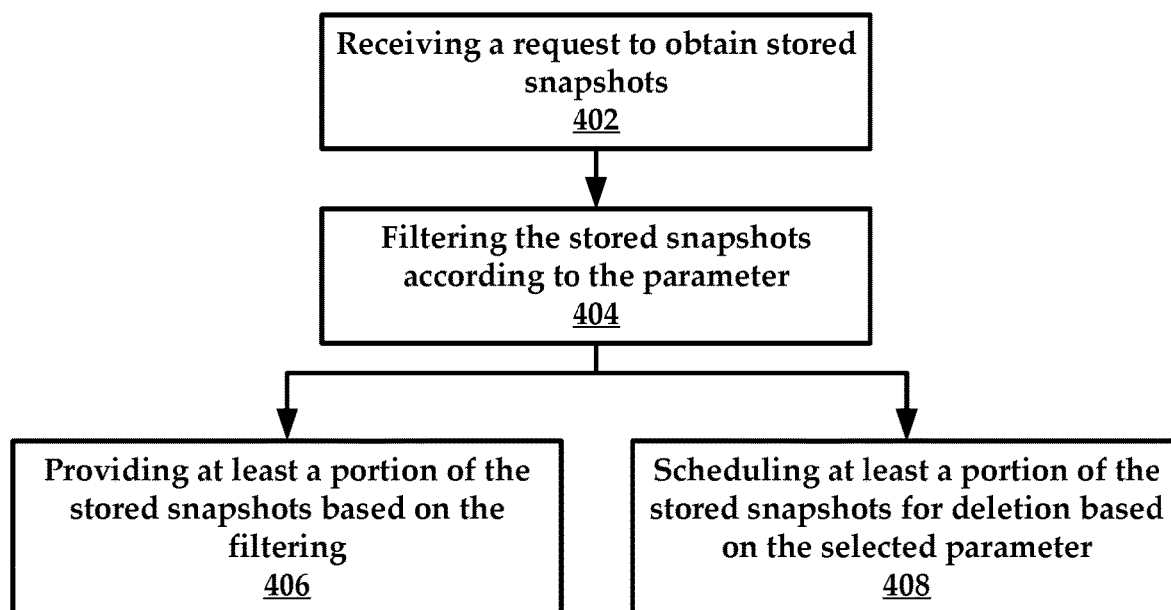 Receiving a request to obtain stored
snapshots
402
Filtering the stored snapshots
according to the parameter
404
Providing at least a portion of the
stored snapshots based on the
filtering
406
Scheduling at least a portion of the
stored snapshots for deletion based
on the selected parameter
408